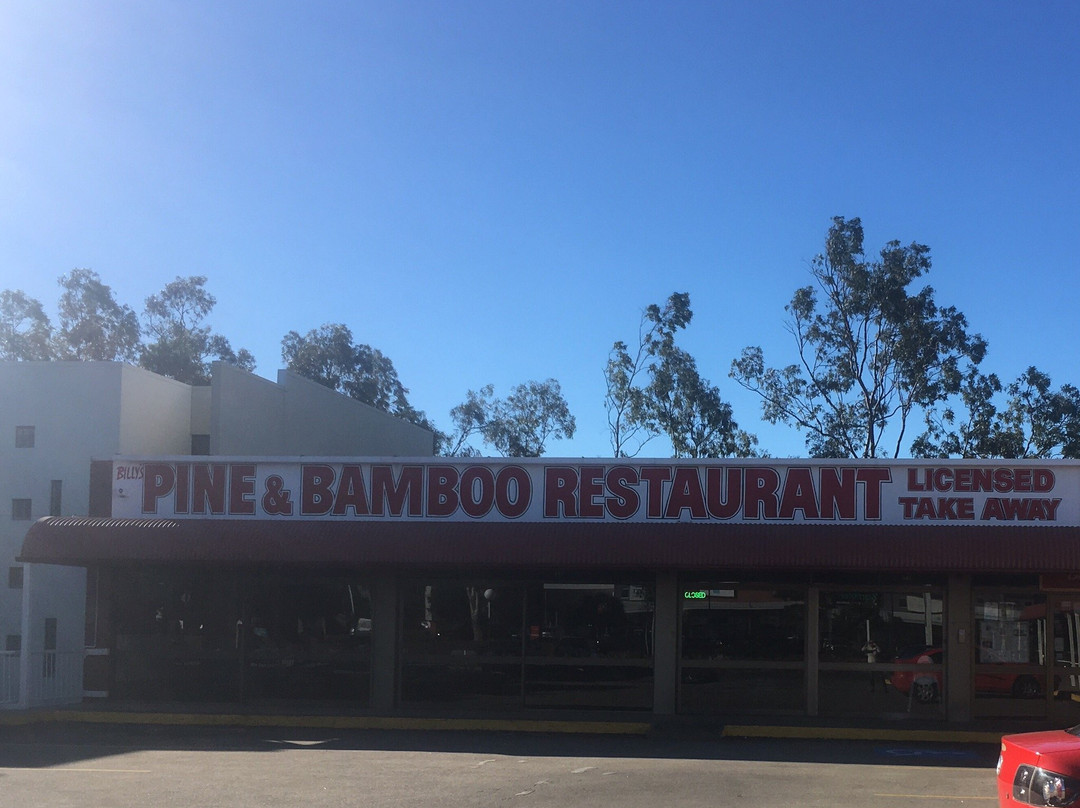 BILLY'S
PINE & BAMBOO RESTAURANT
LICENSED
TAKE AWAY
CLOSED